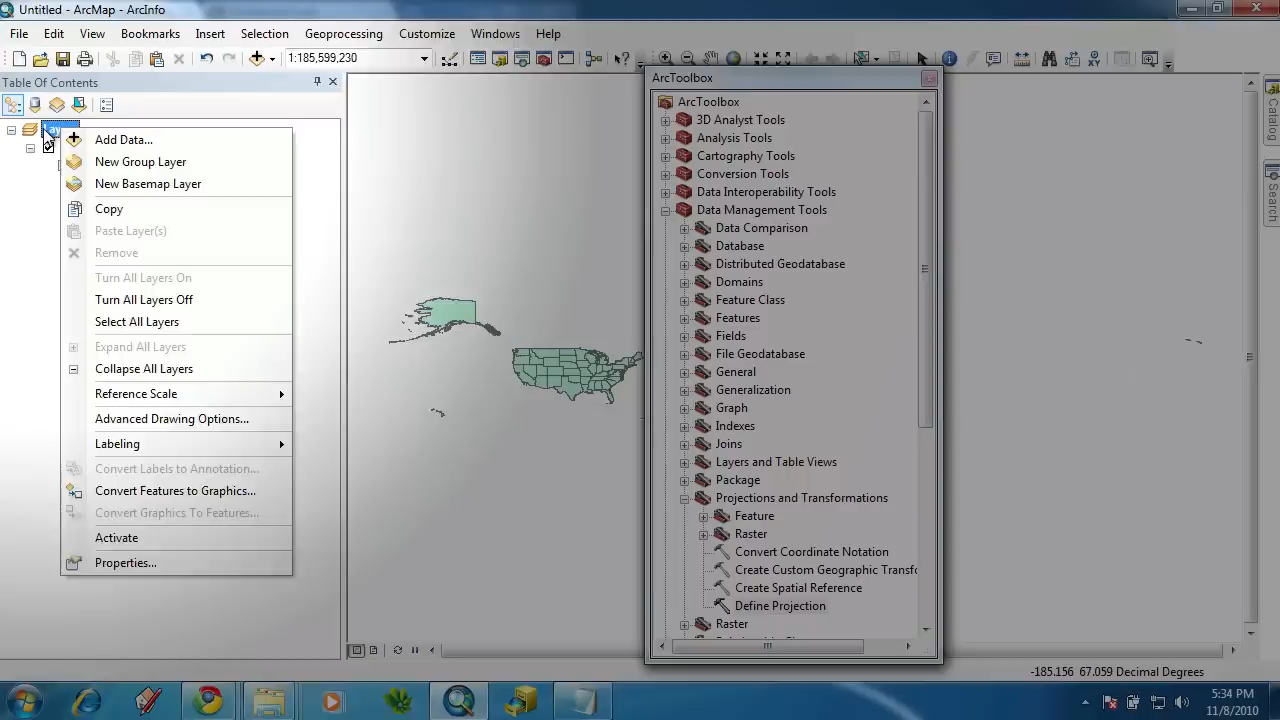 Untitled - ArcMap - ArcInfo
File Edit View Bookmarks Insert Selection Geoprocessing Customize Windows Help
1:185,599,230
Table Of Contents
Add Data...
New Group Layer
New Basemap Layer
Copy
Paste Layer(s)
Remove
Turn All Layers On
Turn All Layers Off
Select All Layers
Expand All Layers
Collapse All Layers
Reference Scale
Advanced Drawing Options...
Labeling
Convert Labels to Annotation...
Convert Features to Graphics...
Convert Graphics To Features...
Activate
Properties...
ArcToolbox
ArcToolbox
3D Analyst Tools
Analysis Tools
Cartography Tools
Conversion Tools
Data Interoperability Tools
Data Management Tools
Data Comparison
Database
Distributed Geodatabase
Domains
Feature Class
Features
Fields
File Geodatabase
General
Generalization
Graph
Indexes
Joins
Layers and Table Views
Package
Projections and Transformations
Feature
Raster
Convert Coordinate Notation
Create Custom Geographic Transfo
Create Spatial Reference
Define Projection
Raster
Catalog
Search
-185.156 67.059 Decimal Degrees
5:34 PM
11/8/2010